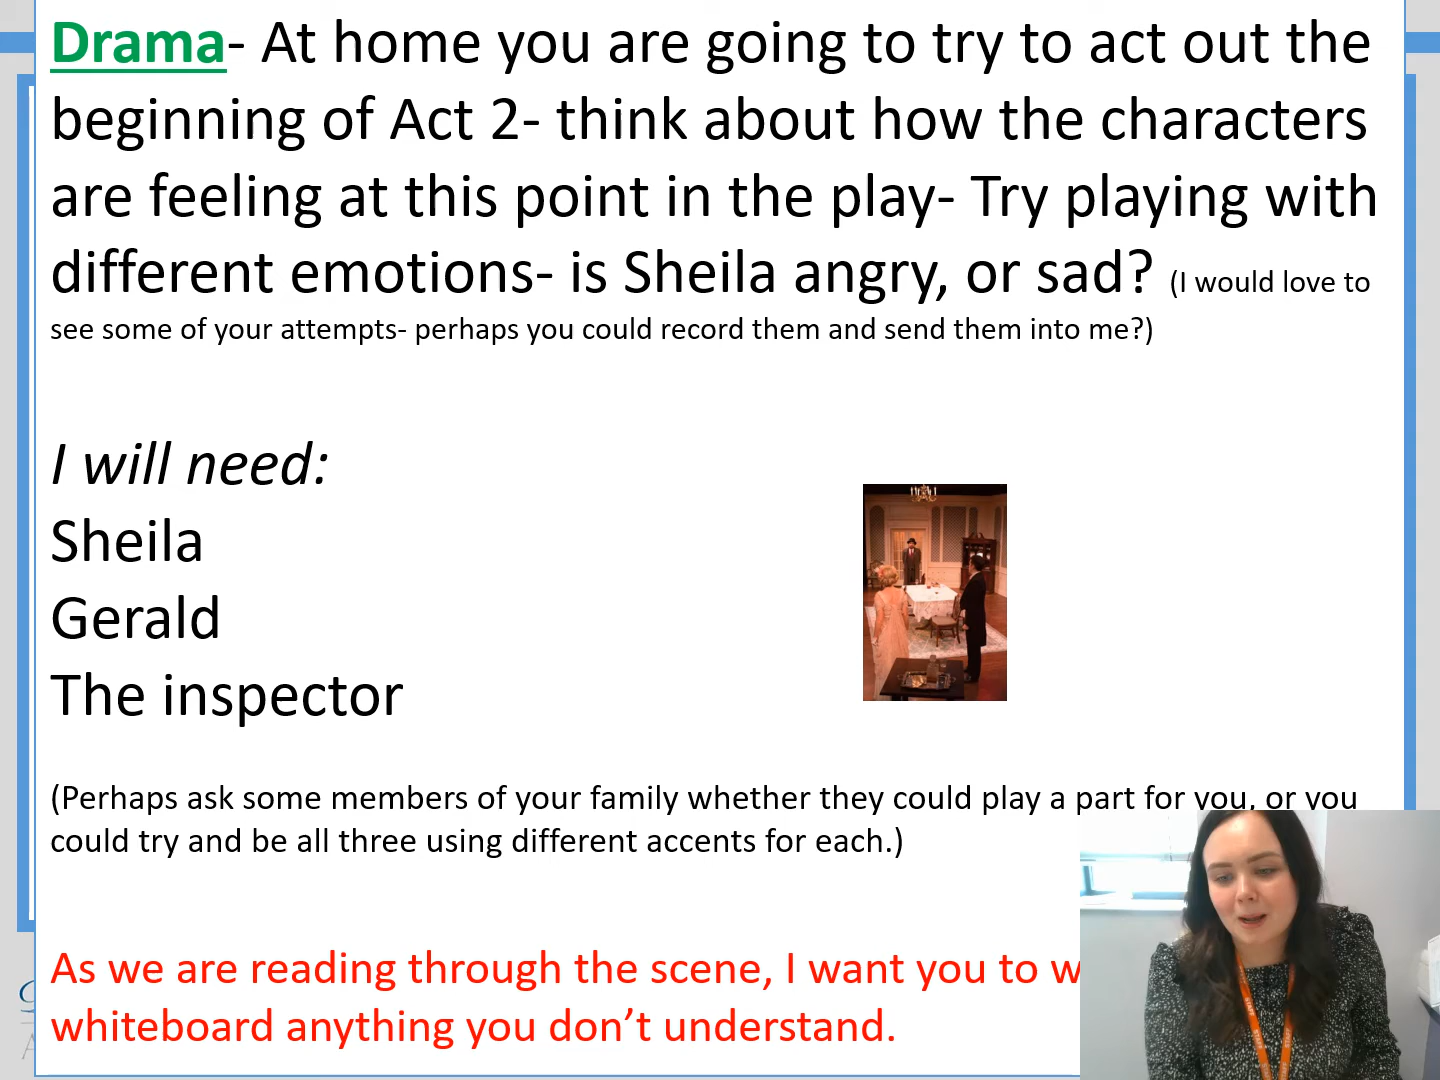 Drama- At home you are going to try to act out the
beginning of Act 2- think about how the characters
are feeling at this point in the play- Try playing with
different emotions- is Sheila angry, or sad? (I would love to
see some of your attempts- perhaps you could record them and send them into me?)
I will need:
Sheila
Gerald
The inspector
(Perhaps ask some members of your family whether they could play a part for you, or you
could try and be all three using different accents for each.)
As we are reading through the scene, I want you to w
whiteboard anything you don’t understand.